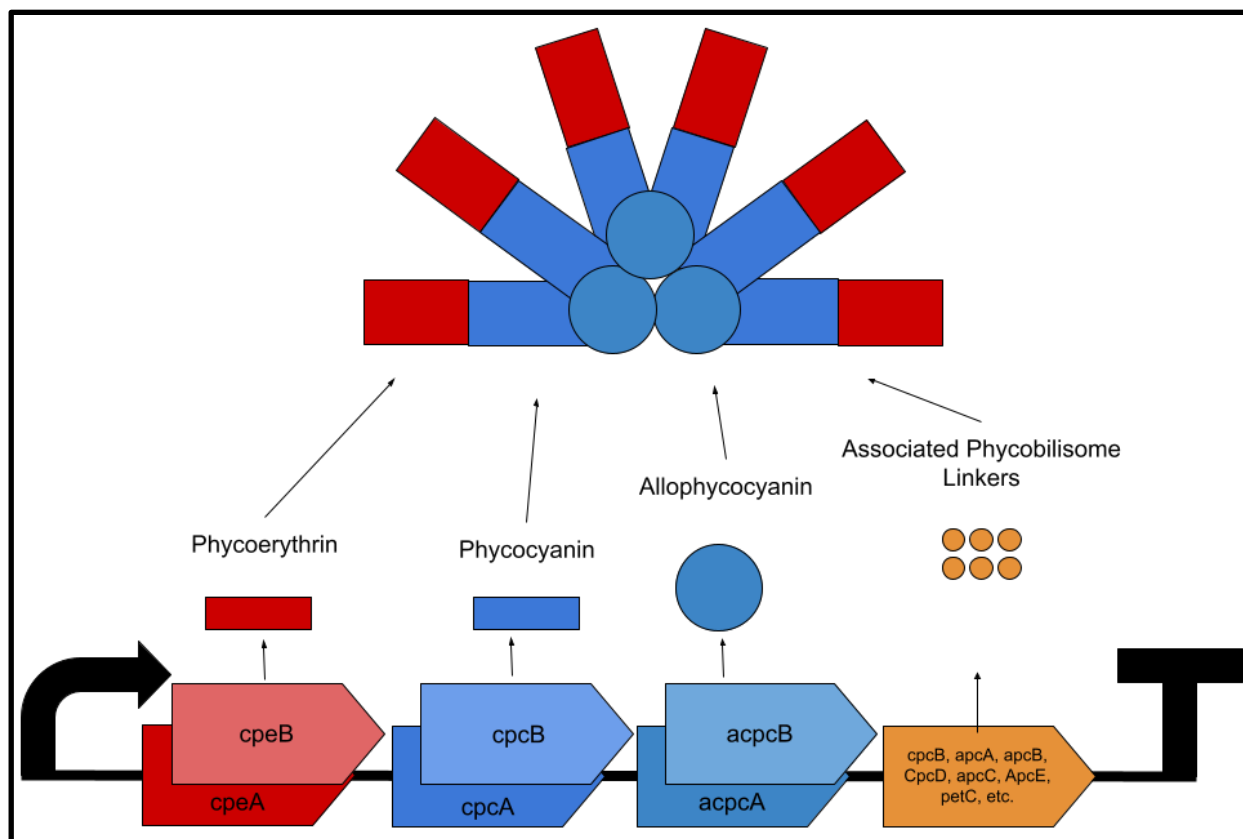 Associated Phycobilisome
Linkers
Allophycocyanin
Phycoerythrin
Phycocyanin
cpeB
cpcB
acpcB
cpeA
cpcA
acpcA
cpcB, apcA, apcB,
CpcD, apcC, ApcE,
petC, etc.